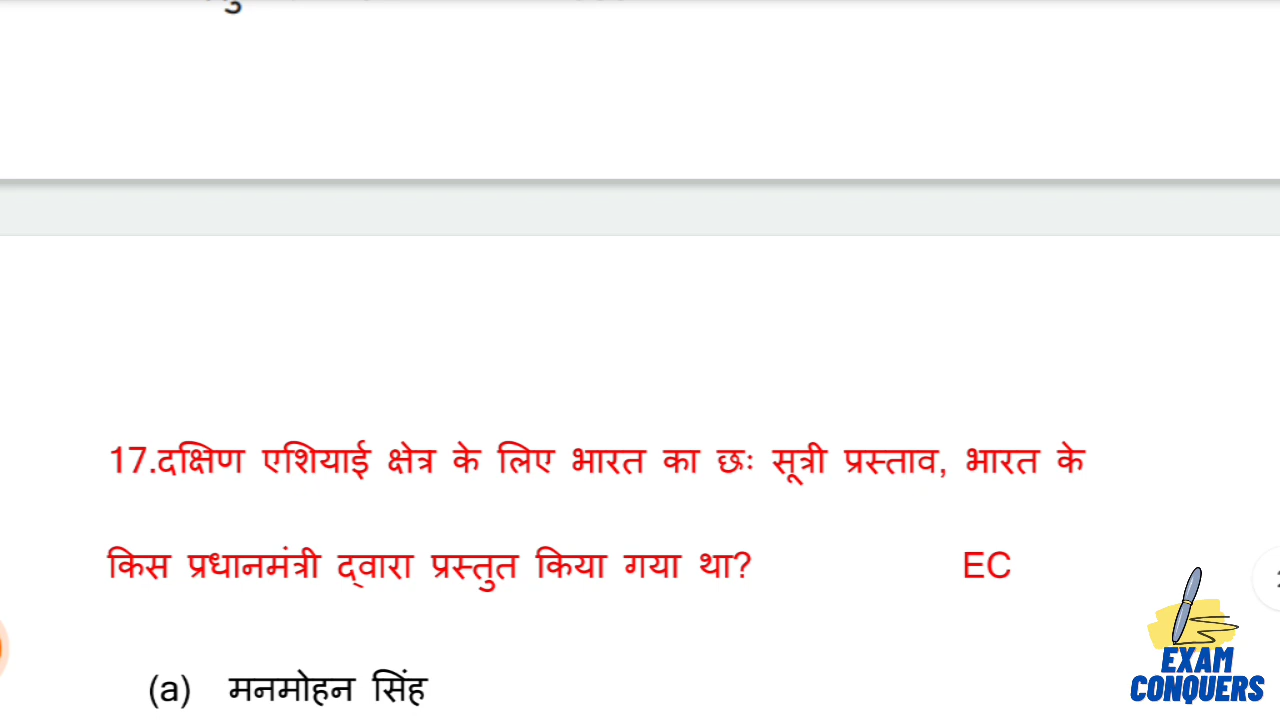 17.दक्षिण एशियाई क्षेत्र के लिए भारत का छः सूत्री प्रस्ताव, भारत के
किस प्रधानमंत्री द्वारा प्रस्तुत किया गया था? EC
(a) मनमोहन सिंह
EXAM
CONQUERS